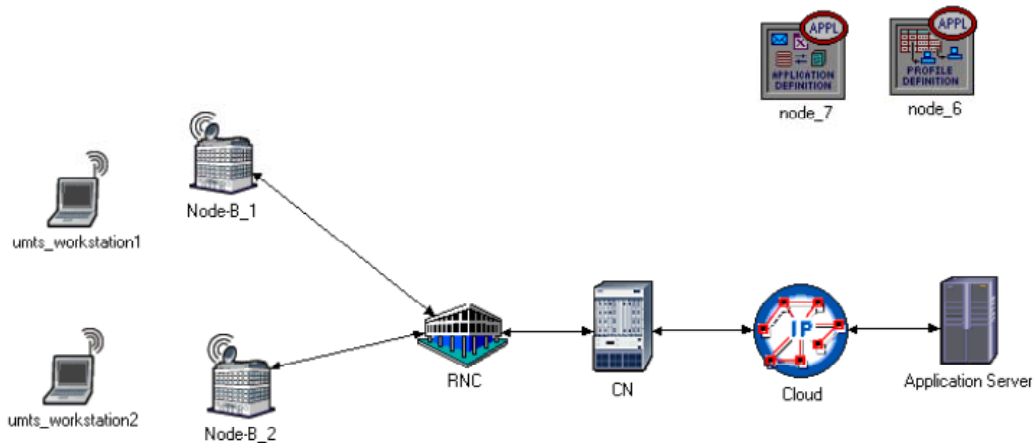 APPL
APPL
APPLICATION
DEFINITION
PROFILE
DEFINITION
node_7
node_6
umts_workstation1
Node-B_1
umts_workstation2
Node-B_2
RNC
CN
IP
Cloud
Application Server